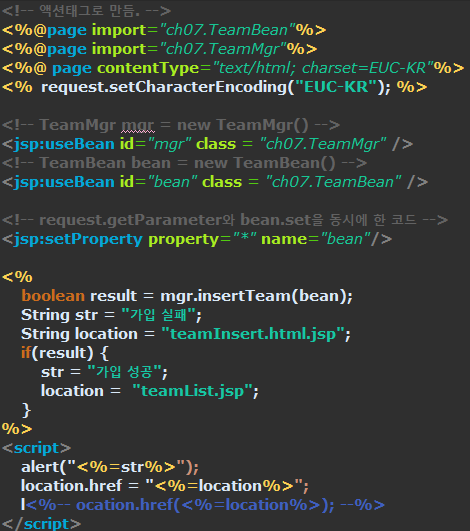 <!-- 액션태그로 만듬. -->
<%@page import="ch07.TeamBean"%>
<%@page import="ch07.TeamMgr"%>
<%@ page contentType="text/html; charset=EUC-KR"%>
<% request.setCharacterEncoding("EUC-KR"); %>
<!-- TeamMgr mgr = new TeamMgr() -->
<jsp:useBean id="mgr" class = "ch07.TeamMgr" />
<!-- TeamBean bean = new TeamBean() -->
<jsp:useBean id="bean" class = "ch07.TeamBean" />
<!-- request.getParameter와 bean.set을 동시에 한 코드 -->
<jsp:setProperty property="*" name="bean"/>
<%
boolean result = mgr.insertTeam(bean);
String str = "가입 실패";
String location = "teamInsert.html.jsp";
if(result) {
str = "가입 성공";
location =  "teamList.jsp";
}
%>
<script>
alert("<%=str%>");
location.href = "<%=location%>";
l<%-- ocation.href(<%=location%>); --%>
</script>